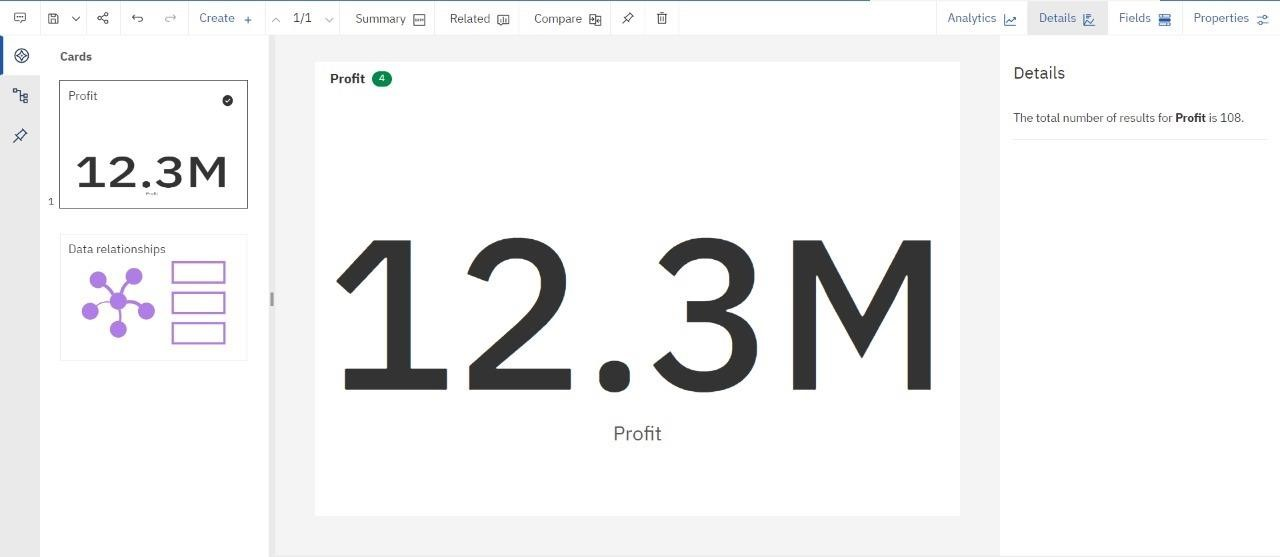 Create +
1/1
Summary
Related
Compare
Analytics
Details
Fields
Properties
Cards
Profit
12.3M
Profit
1
Data relationships
Profit 4
12.3M
Profit
Details
The total number of results for Profit is 108.